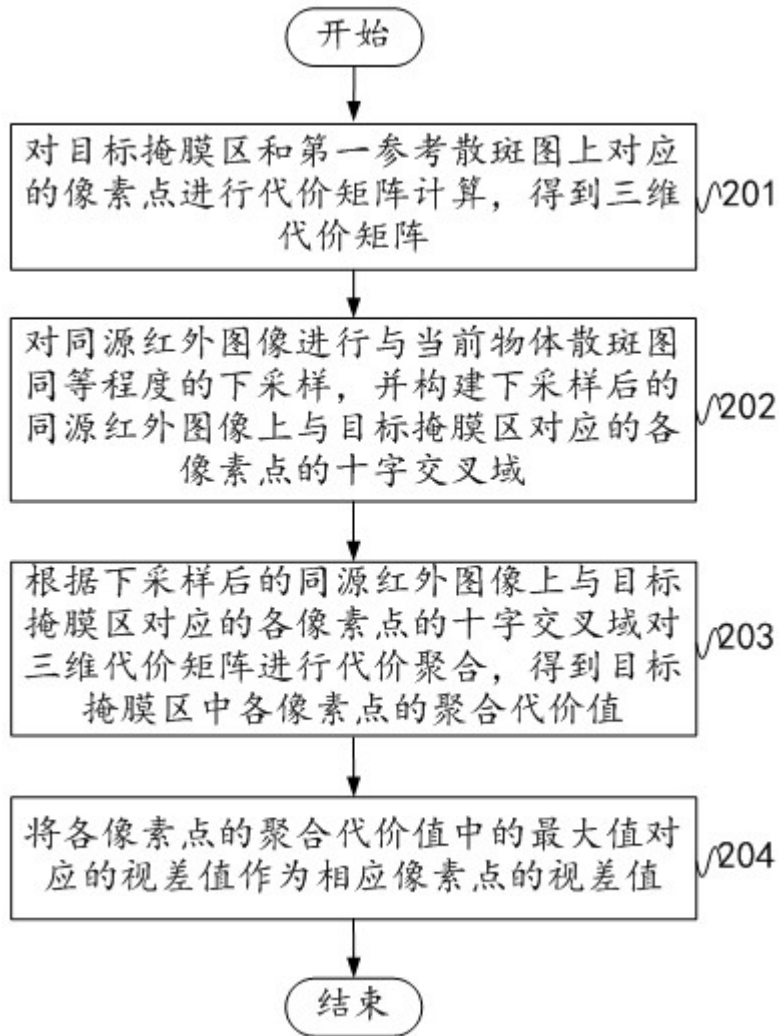 开始
对目标掩膜区和第一参考散斑图上对应
的像素点进行代价矩阵计算，得到三维
代价矩阵
201
对同源红外图像进行与当前物体散斑图
同等程度的下采样，并构建下采样后的
同源红外图像上与目标掩膜区对应的各
像素点的十字交叉域
202
根据下采样后的同源红外图像上与目标
掩膜区对应的各像素点的十字交叉域对
三维代价矩阵进行代价聚合，得到目标
掩膜区中各像素点的聚合代价值
203
将各像素点的聚合代价值中的最大值对
应的视差值作为相应像素点的视差值
204
结束